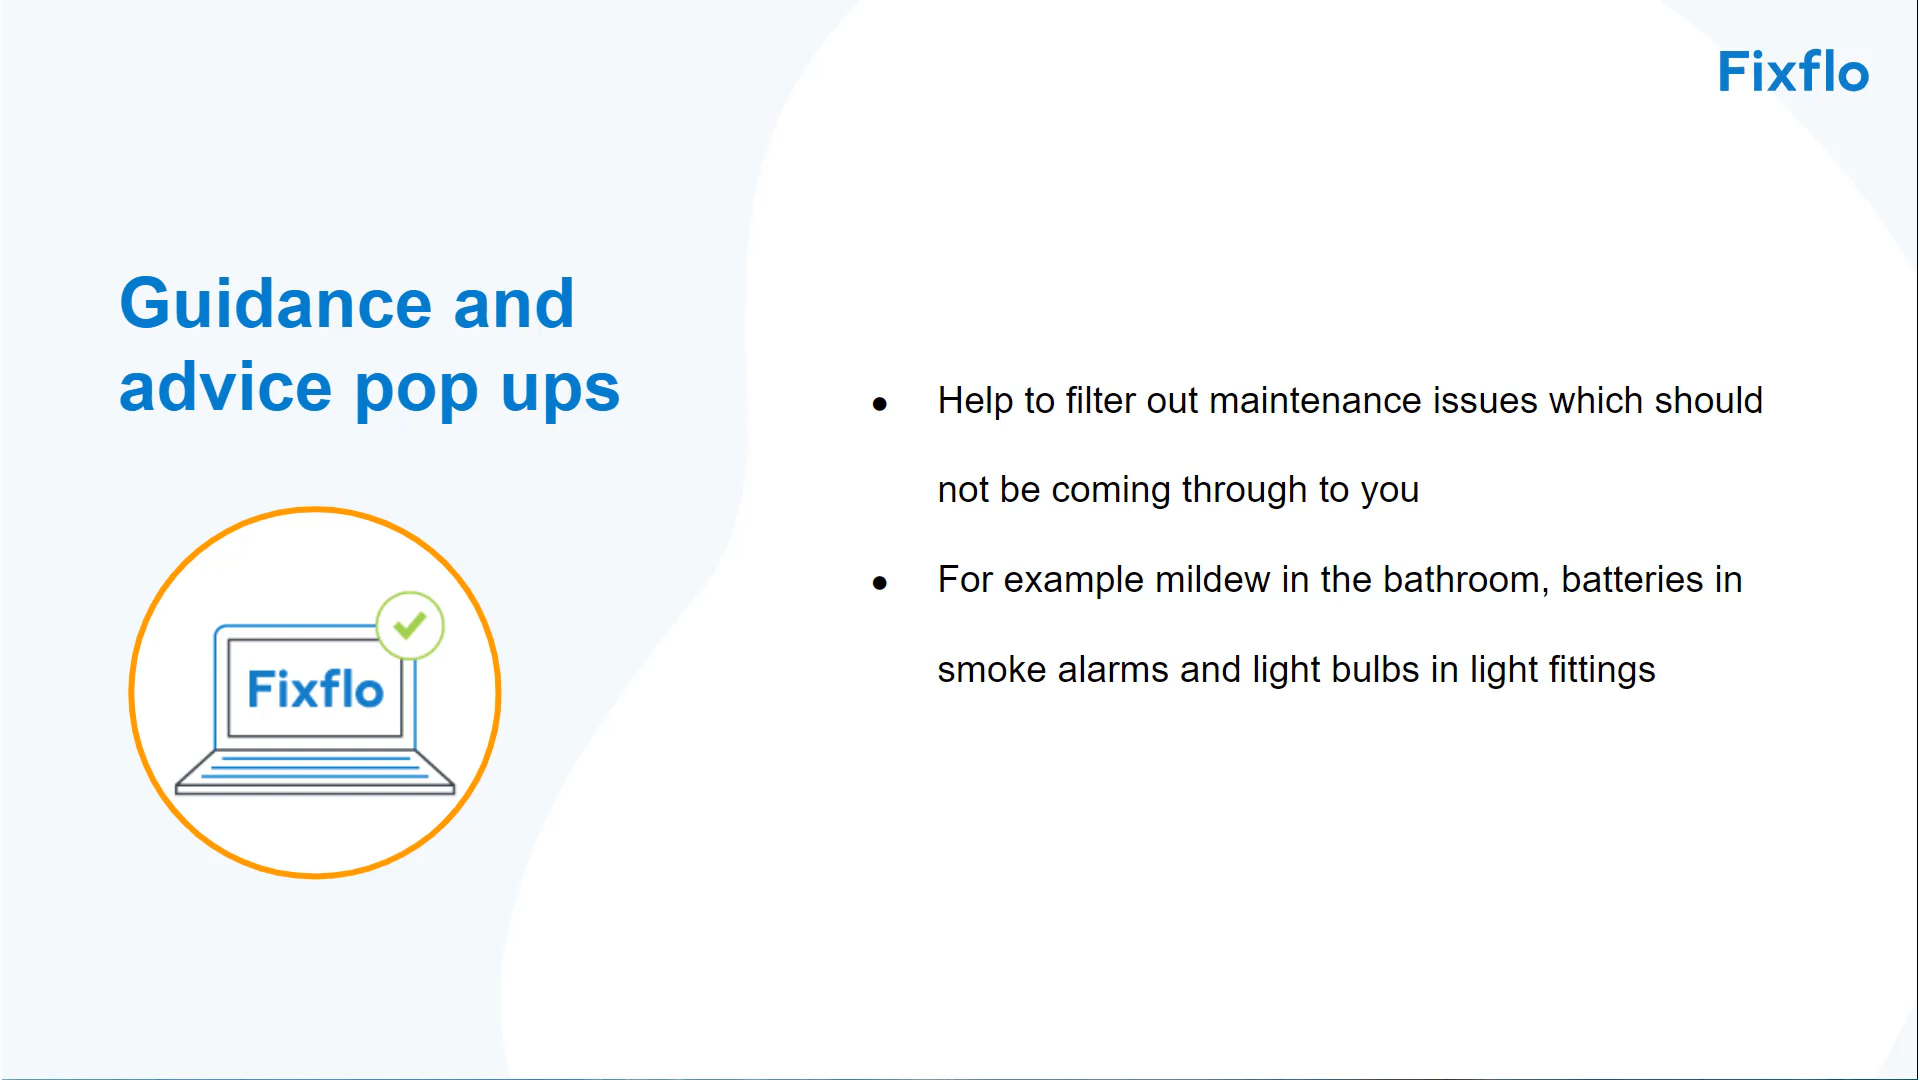 Fixflo
Guidance and
advice pop ups
Fixflo
● Help to filter out maintenance issues which should
not be coming through to you
● For example mildew in the bathroom, batteries in
smoke alarms and light bulbs in light fittings